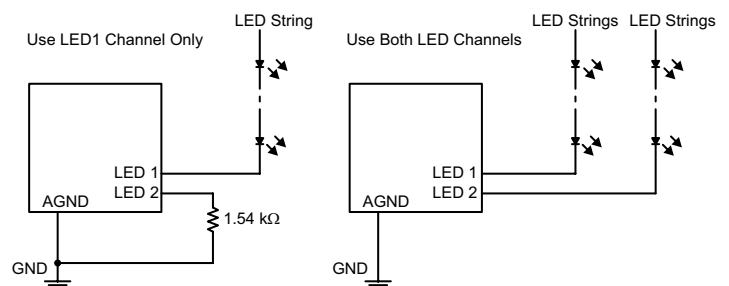 LED String
Use LED1 Channel Only
LED 1
LED 2
AGND
1.54 kΩ
GND
LED Strings LED Strings
Use Both LED Channels
LED 1
LED 2
AGND
GND